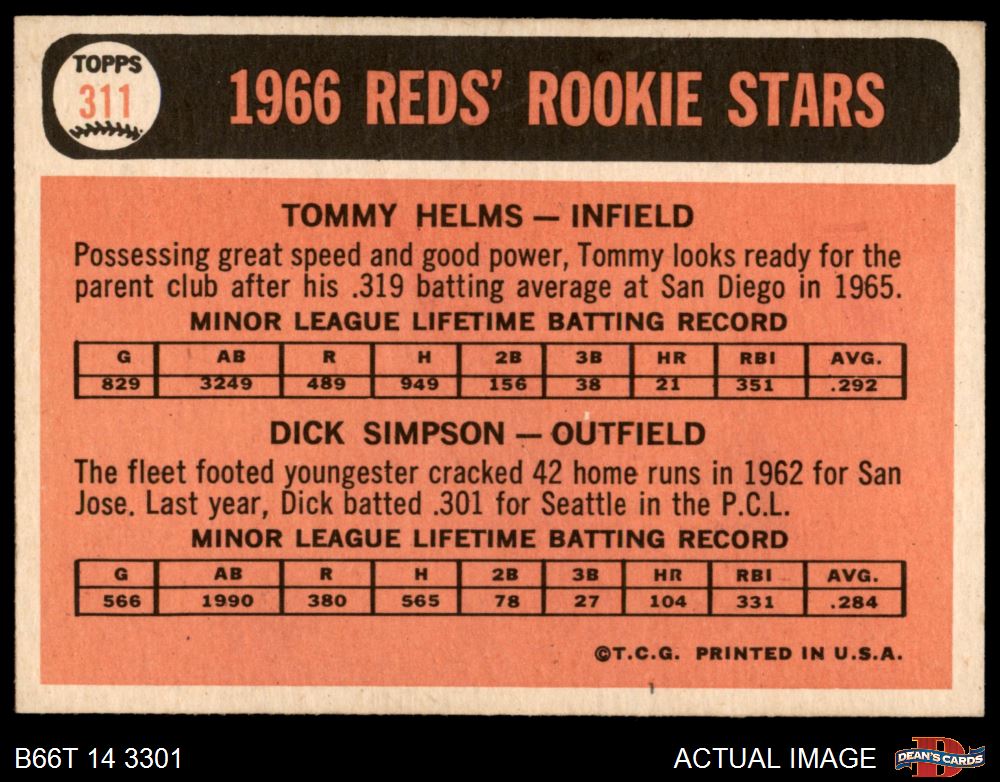 TOPPS
311
1966 REDS' ROOKIE STARS
TOMMY HELMS — INFIELD
Possessing great speed and good power, Tommy looks ready for the
parent club after his .319 batting average at San Diego in 1965.
MINOR LEAGUE LIFETIME BATTING RECORD
G AB R H 2B 3B HR RBI AVG.
829 3249 489 949 156 38 21 351 .292
DICK SIMPSON — OUTFIELD
The fleet footed youngester cracked 42 home runs in 1962 for San
Jose. Last year, Dick batted .301 for Seattle in the P.C.L.
MINOR LEAGUE LIFETIME BATTING RECORD
G AB R H 2B 3B HR RBI AVG.
566 1990 380 565 78 27 104 331 .284
©T.C.G. PRINTED IN U.S.A.
B66T 14 3301
ACTUAL IMAGE
D
DEAN'S CARDS